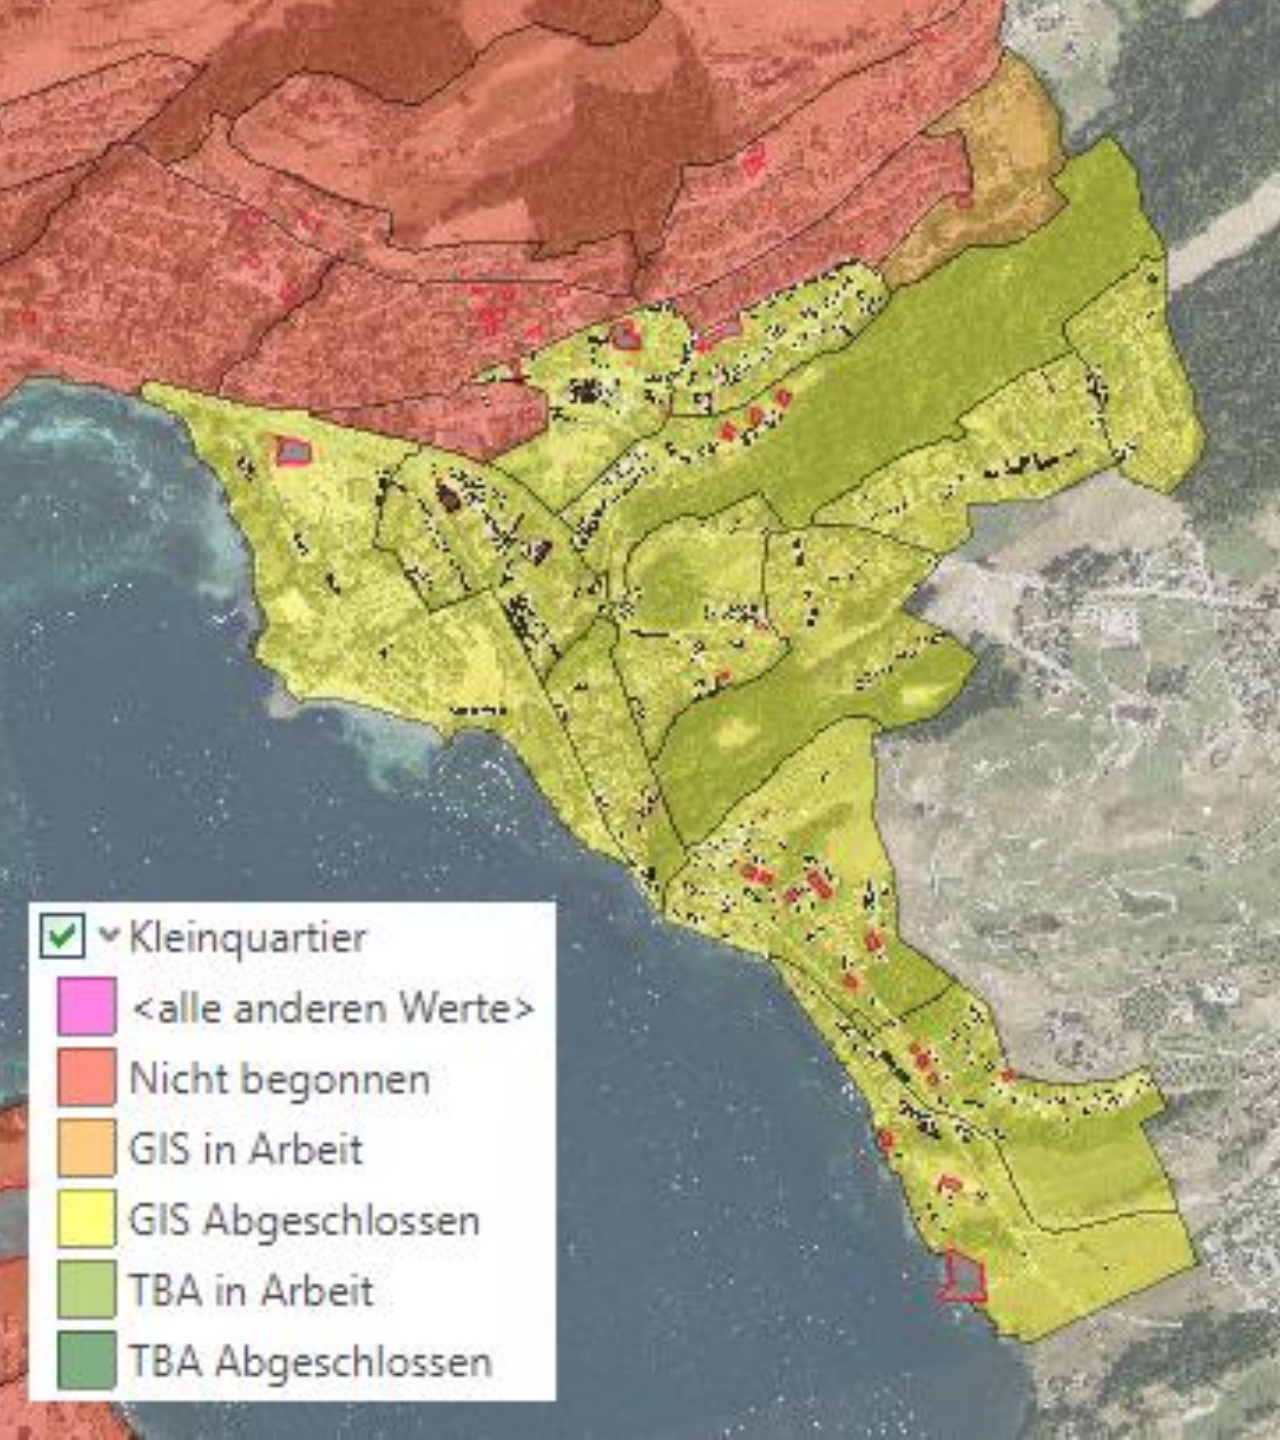 Kleinquartier
<alle anderen Werte>
Nicht begonnen
GIS in Arbeit
GIS Abgeschlossen
TBA in Arbeit
TBA Abgeschlossen